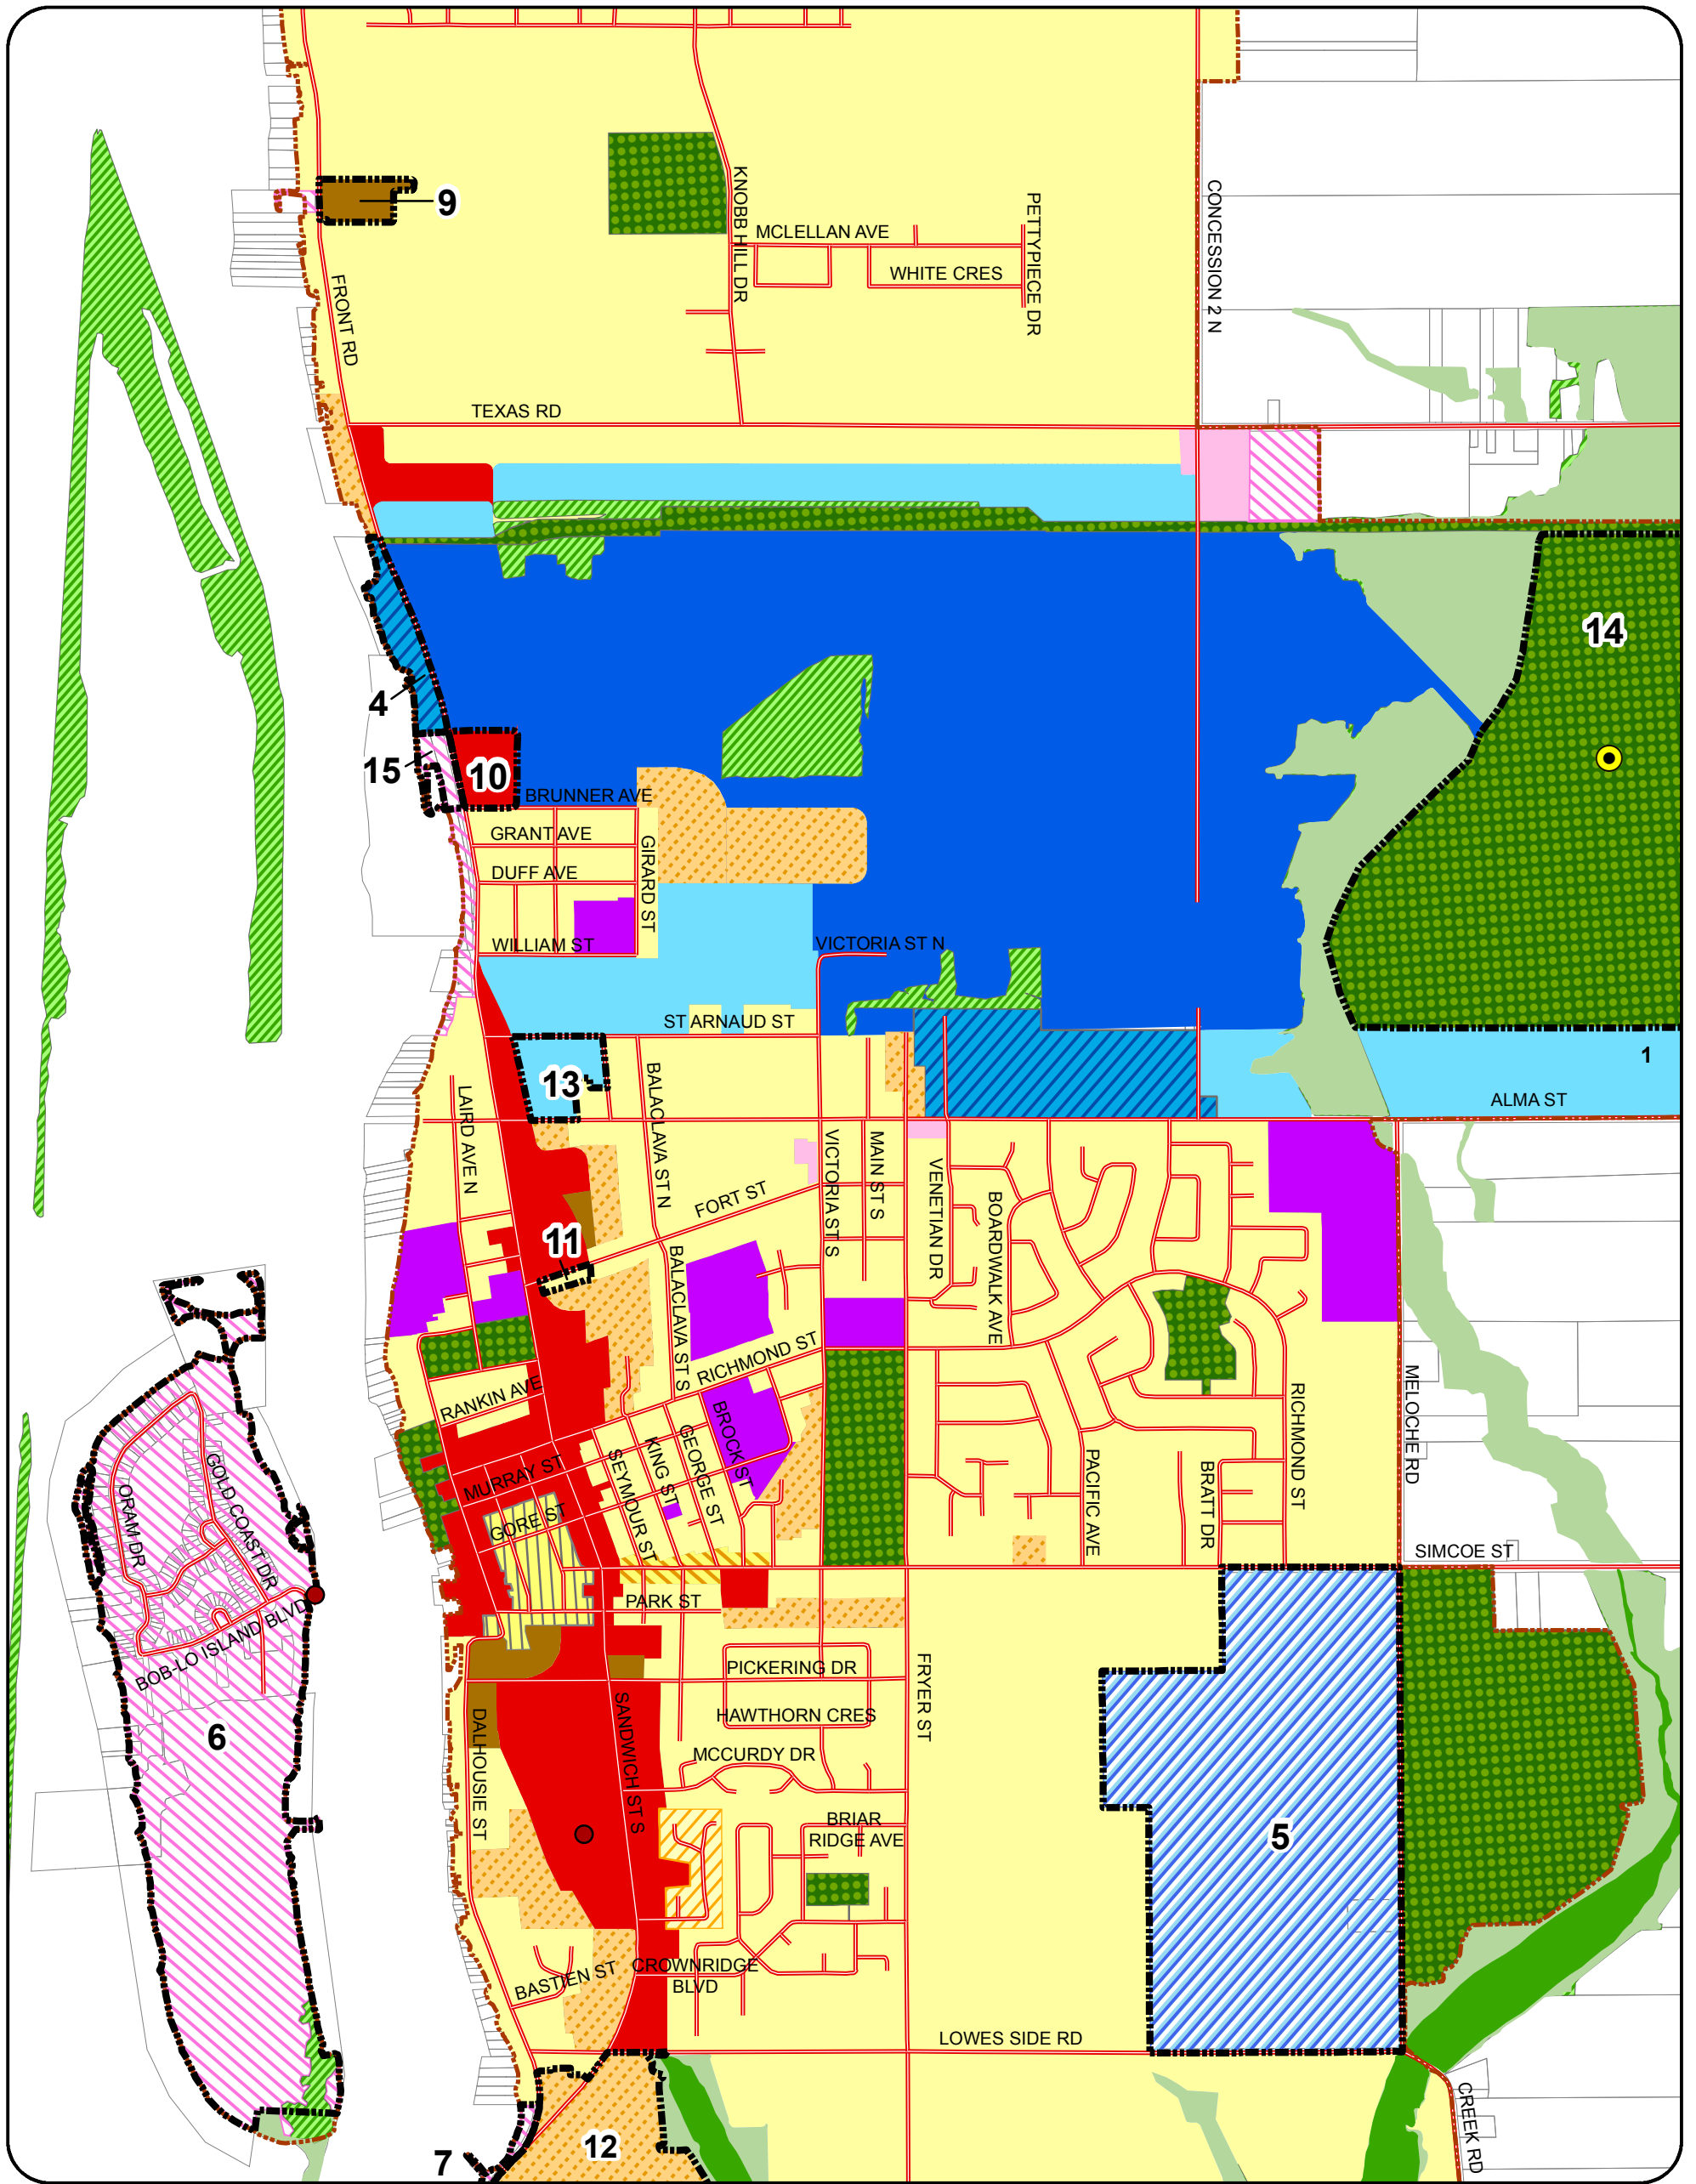 9
KNOBB HILL DR
MCLELLAN AVE
WHITE CRES
PETTYPIECE DR
CONCESSION 2 N
FRONT RD
TEXAS RD
14
4
15
10
BRUNNER AVE
GRANT AVE
DUFF AVE
GIRARD ST
WILLIAM ST
VICTORIA ST N
ST ARNAUD ST
1
13
ALMA ST
LAIRD AVE N
BALACLAVA ST N
VICTORIA ST S
MAIN ST S
VENETIAN DR
BOARDWALK AVE
FORT ST
11
BALACLAVA ST S
RICHMOND ST
RANKIN AVE
BROCK ST
MURRAY ST
SEYMOUR ST
KING ST
GEORGE ST
GORE ST
PACIFIC AVE
BRATT DR
RICHMOND ST
MELOCHE RD
SIMCOE ST
ORAM DR
GOLD COAST DR
BOB-LO ISLAND BLVD
6
PARK ST
PICKERING DR
HAWTHORN CRES
MCCURDY DR
FRYER ST
DALHOUSIE ST
SANDWICH ST S
BRIAR
RIDGE AVE
5
BASTIEN ST
CROWNRIDGE
BLVD
LOWES SIDE RD
CREEK RD
7
12